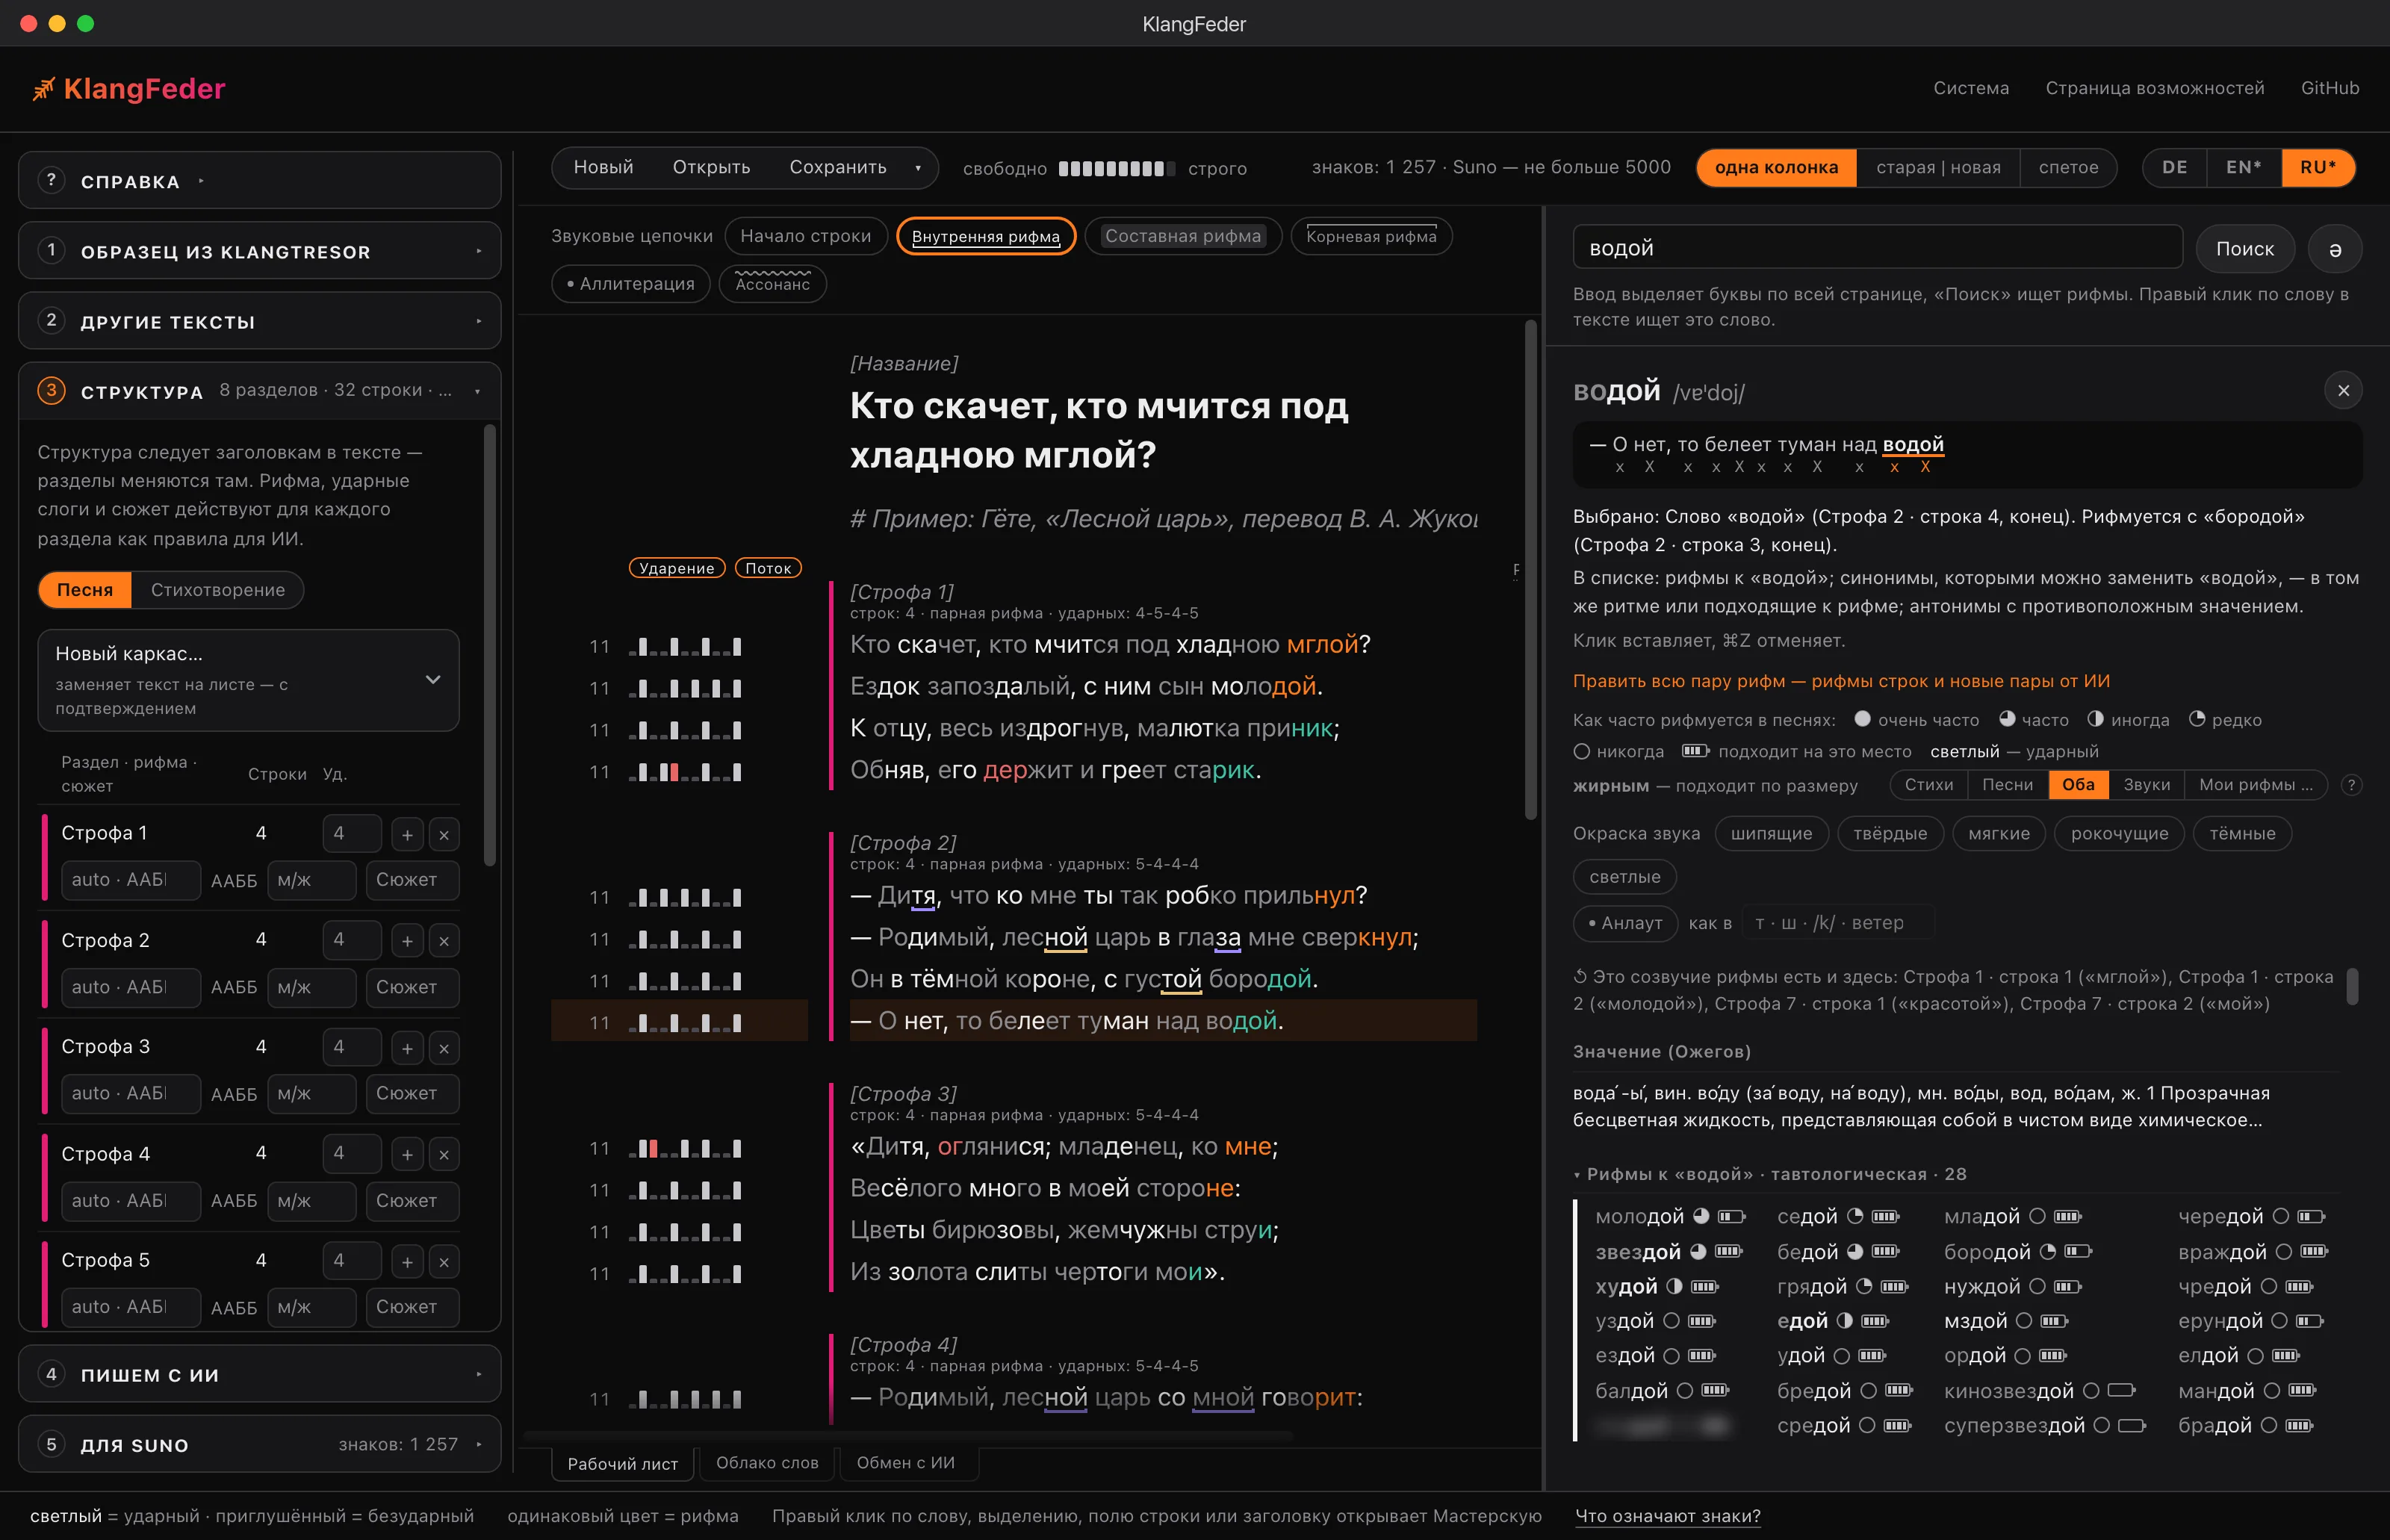 KlangFeder
KlangFeder
Система Страница возможностей GitHub
? СПРАВКА
1 ОБРАЗЕЦ ИЗ KLANGTRESOR
2 ДРУГИЕ ТЕКСТЫ
3 СТРУКТУРА 8 разделов · 32 строки · ...
Структура следует заголовкам в тексте —
разделы меняются там. Рифма, ударные
слоги и сюжет действуют для каждого
раздела как правила для ИИ.
Песня Стихотворение
Новый каркас...
заменяет текст на листе — с
подтверждением
Раздел · рифма ·
сюжет
Строки Уд.
Строфа 1 4 4 + ×
auto · ААБ ААББ м/ж Сюжет
Строфа 2 4 4 + ×
auto · ААБ ААББ м/ж Сюжет
Строфа 3 4 4 + ×
auto · ААБ ААББ м/ж Сюжет
Строфа 4 4 4 + ×
auto · ААБ ААББ м/ж Сюжет
Строфа 5 4 4 + ×
auto · ААБ ААББ м/ж Сюжет
4 ПИШЕМ С ИИ
5 ДЛЯ SUNO знаков: 1 257
Новый Открыть Сохранить
свободно строго
знаков: 1 257 · Suno — не больше 5000
одна колонка старая | новая спетое
DE EN* RU*
Звуковые цепочки Начало строки Внутренняя рифма Составная рифма Корневая рифма
• Аллитерация Ассонанс
[Название]
Кто скачет, кто мчится под
хладною мглой?
# Пример: Гёте, «Лесной царь», перевод В. А. Жуко
Ударение Поток
[Строфа 1]
строк: 4 · парная рифма · ударных: 4-5-4-5
11 Кто скачет, кто мчится под хладною мглой?
11 Ездок запоздалый, с ним сын молодой.
11 К отцу, весь издрогнув, малютка приник;
11 Обняв, его держит и греет старик.
[Строфа 2]
строк: 4 · парная рифма · ударных: 5-4-4-4
11 — Дитя, что ко мне ты так робко прильнул?
11 — Родимый, лесной царь в глаза мне сверкнул;
11 Он в тёмной короне, с густой бородой.
11 — О нет, то белеет туман над водой.
[Строфа 3]
строк: 4 · парная рифма · ударных: 5-4-4-4
11 «Дитя, оглянися; младенец, ко мне;
11 Весёлого много в моей стороне:
11 Цветы бирюзовы, жемчужны струи;
11 Из золота слиты чертоги мои».
[Строфа 4]
строк: 4 · парная рифма · ударных: 5-4-4-5
11 — Родимый, лесной царь со мной говорит:
Рабочий лист Облако слов Обмен с ИИ
водой Поиск ə
Ввод выделяет буквы по всей странице, «Поиск» ищет рифмы. Правый клик по слову в
тексте ищет это слово.
водой /vɐˈdoj/ ×
— О нет, то белеет туман над водой
x X x x X x x X x x X
Выбрано: Слово «водой» (Строфа 2 · строка 4, конец). Рифмуется с «бородой»
(Строфа 2 · строка 3, конец).
В списке: рифмы к «водой»; синонимы, которыми можно заменить «водой», — в том
же ритме или подходящие к рифме; антонимы с противоположным значением.
Клик вставляет, ⌘Z отменяет.
Править всю пару рифм — рифмы строк и новые пары от ИИ
Как часто рифмуется в песнях: очень часто часто иногда редко
никогда подходит на это место светлый — ударный
жирным — подходит по размеру Стихи Песни Оба Звуки Мои рифмы ... ?
Окраска звука шипящие твёрдые мягкие рокочущие тёмные
светлые
• Анлаут как в т · ш · /k/ · ветер
↺ Это созвучие рифмы есть и здесь: Строфа 1 · строка 1 («мглой»), Строфа 1 · строка
2 («молодой»), Строфа 7 · строка 1 («красотой»), Строфа 7 · строка 2 («мой»)
Значение (Ожегов)
вода́ -ы́, вин. во́ду (за́ воду, на́ воду), мн. во́ды, вод, во́дам, ж. 1 Прозрачная
бесцветная жидкость, представляющая собой в чистом виде химическое...
Рифмы к «водой» · тавтологическая · 28
молодой седой младой чередой
звездой бедой бородой враждой
худой грядой нуждой чредой
уздой едой мздой ерундой
ездой удой ордой елдой
балдой бредой кинозвездой мандой
средой суперзвездой брадой
светлый = ударный · приглушённый = безударный одинаковый цвет = рифма Правый клик по слову, выделению, полю строки или заголовку открывает Мастерскую Что означают знаки?